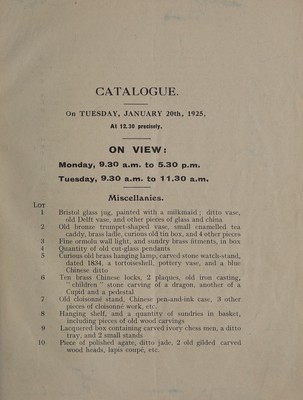 CATALOGUE.
On TUESDAY, JANUARY 20th, 1925,
At 12.30 precisely.
ON VIEW:
Monday, 9.30 a.m. to 5.30 p.m.
Tuesday, 9.30 a.m. to 11.30 a.m.
Miscellanies.
LOT
1 Bristol glass jug, painted with a milkmaid; ditto vase,
old Delft vase, and other pieces of glass and china
2 Old bronze trumpet-shaped vase, small enamelled tea
caddy, brass ladle, curious old tin box, and 4 other pieces
3 Fine ormolu wall light, and sundry brass fitments, in box
4 Quantity of old cut-glass pendants
5 Curious old brass hanging lamp, carved stone watch-stand,
dated 1834, a tortoiseshell, pottery vase, and a blue
Chinese ditto
6 Ten brass Chinese locks, 2 plaques, old iron casting,
"children" stone carving of a dragon, another of a
Cupid and a pedestal
7 Old cloisonné stand, Chinese pen-and-ink case, 3 other
pieces of cloisonné work, etc.
8 Hanging shelf, and a quantity of sundries in basket,
including pieces of old wood carvings
9 Lacquered box containing carved ivory chess men, a ditto
tray, and 2 small stands
10 Piece of polished agate, ditto jade, 2 old gilded carved
wood heads, lapis coupé, etc.